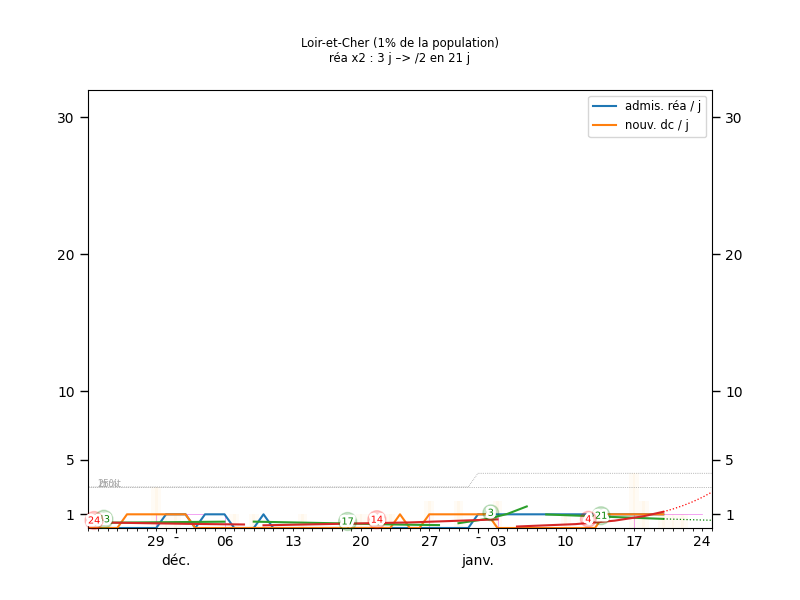 Loir-et-Cher (1% de la population)
réa x2 : 3 j –> /2 en 21 j
admis. réa / j
nouv. dc / j
30 30
20 20
10 10
5 5
1 1
24 17 14 3 4 21
29 - 06 13 20 27 - 03 10 17 24
déc. janv.